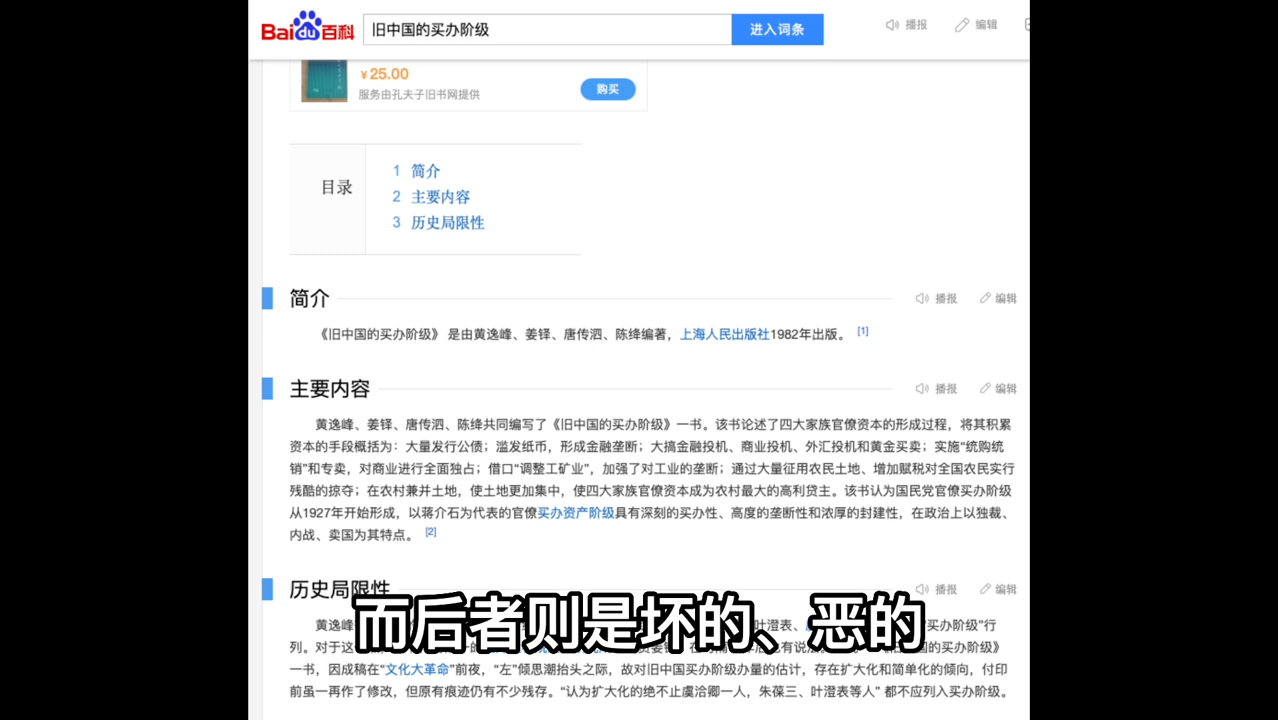 Baidu百科
旧中国的买办阶级
进入词条
播报
编辑
¥25.00
服务由孔夫子旧书网提供
购买
目录
1 简介
2 主要内容
3 历史局限性
简介
播报
编辑
《旧中国的买办阶级》 是由黄逸峰、姜铎、唐传泗、陈绛编著，上海人民出版社1982年出版。 [1]
主要内容
播报
编辑
黄逸峰、姜铎、唐传泗、陈绛共同编写了《旧中国的买办阶级》一书。该书论述了四大家族官僚资本的形成过程，将其积累
资本的手段概括为：大量发行公债；滥发纸币，形成金融垄断；大搞金融投机、商业投机、外汇投机和黄金买卖；实施“统购统
销”和专卖，对商业进行全面独占；借口“调整工矿业”，加强了对工业的垄断；通过大量征用农民土地、增加赋税对全国农民实行
残酷的掠夺；在农村兼并土地，使土地更加集中，使四大家族官僚资本成为农村最大的高利贷主。该书认为国民党官僚买办阶级
从1927年开始形成，以蒋介石为代表的官僚买办资产阶级具有深刻的买办性、高度的垄断性和浓厚的封建性，在政治上以独裁、
内战、卖国为其特点。 [2]
历史局限性
播报
编辑
黄逸峰
叶澄衷、
买办阶级”行
列。对于这
的买办阶级》
一书，因成稿在“文化大革命”前夜，“左”倾思潮抬头之际，故对旧中国买办阶级办量的估计，存在扩大化和简单化的倾向，付印
前虽一再作了修改，但原有痕迹仍有不少残存。“认为扩大化的绝不止虞洽卿一人，朱葆三、叶澄衷等人” 都不应列入买办阶级。
而后者则是坏的、恶的